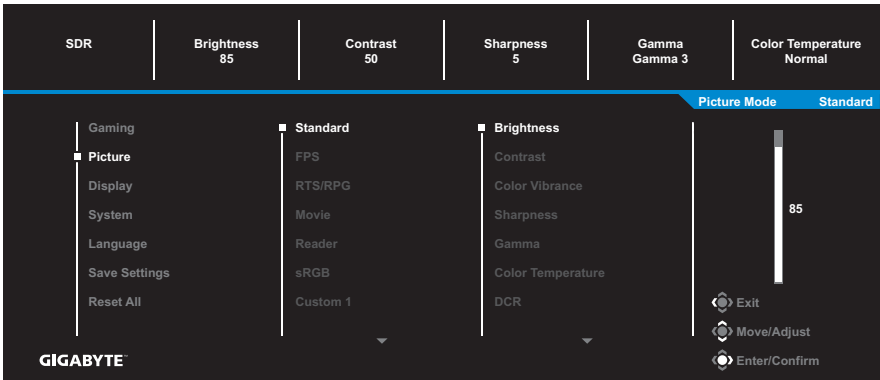 SDR
Brightness
85
Contrast
50
Sharpness
5
Gamma
Gamma 3
Color Temperature
Normal
Picture Mode Standard
Gaming
Picture
Display
System
Language
Save Settings
Reset All
Standard
FPS
RTS/RPG
Movie
Reader
sRGB
Custom 1
Brightness
Contrast
Color Vibrance
Sharpness
Gamma
Color Temperature
DCR
85
Exit
Move/Adjust
Enter/Confirm
GIGABYTE™